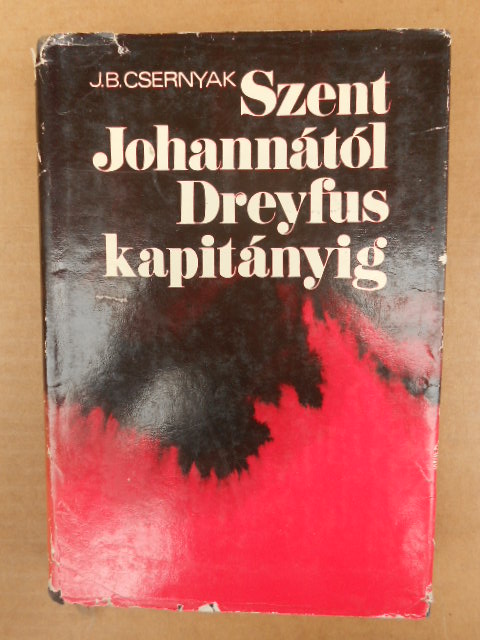 J.B. CSERNYAK Szent
Johannától
Dreyfus
kapitányig